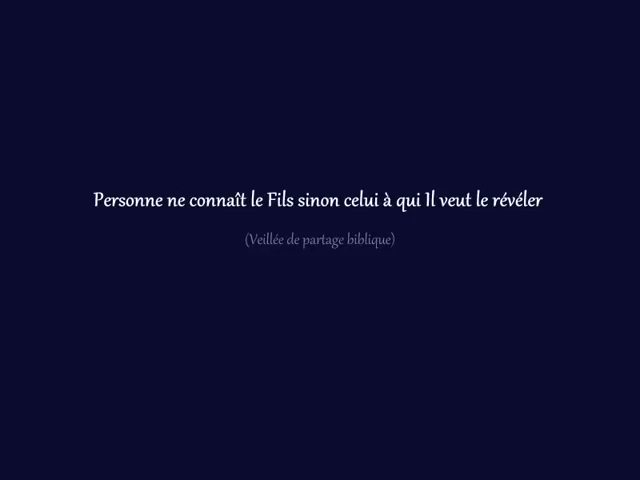 Personne ne connaît le Fils sinon celui à qui Il veut le révéler
(Veillée de partage biblique)